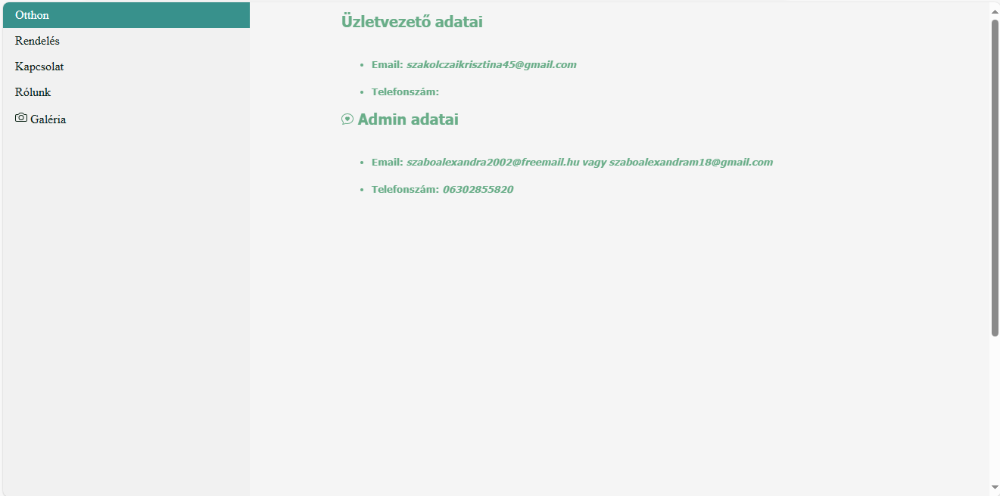 Otthon
Rendelés
Kapcsolat
Rólunk
Galéria
Üzletvezető adatai
Email: szakolczaikrisztina45@gmail.com
Telefonszám:
Admin adatai
Email: szaboalexandra2002@freemail.hu vagy szaboalexandram18@gmail.com
Telefonszám: 06302855820